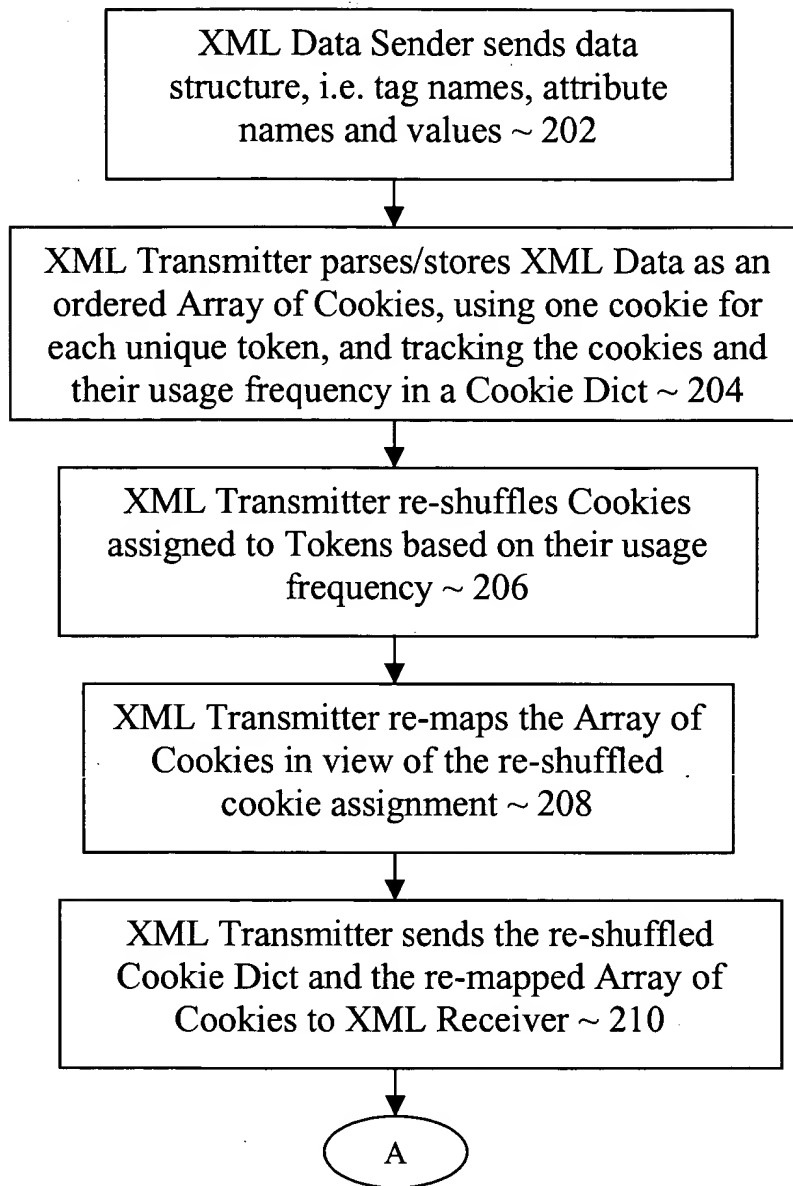 XML Data Sender sends data
structure, i.e. tag names, attribute
names and values ~ 202
XML Transmitter parses/stores XML Data as an
ordered Array of Cookies, using one cookie for
each unique token, and tracking the cookies and
their usage frequency in a Cookie Dict ~ 204
XML Transmitter re-shuffles Cookies
assigned to Tokens based on their usage
frequency ~ 206
XML Transmitter re-maps the Array of
Cookies in view of the re-shuffled
cookie assignment ~ 208
XML Transmitter sends the re-shuffled
Cookie Dict and the re-mapped Array of
Cookies to XML Receiver ~ 210
A